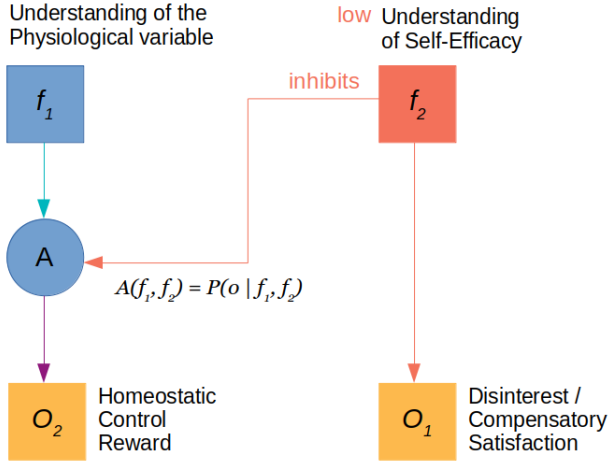 Understanding of the
Physiological variable
low Understanding
of Self-Efficacy
inhibits
f1
f2
A
A(f1, f2) = P(o | f1, f2)
O2
Homeostatic
Control
Reward
O1
Disinterest /
Compensatory
Satisfaction